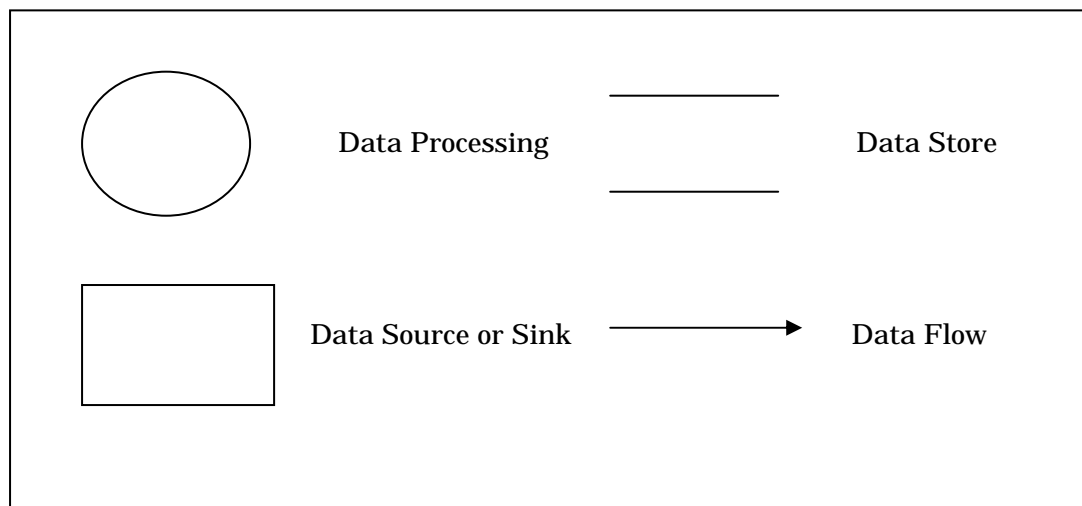 Data Processing
Data Store
Data Source or Sink
Data Flow